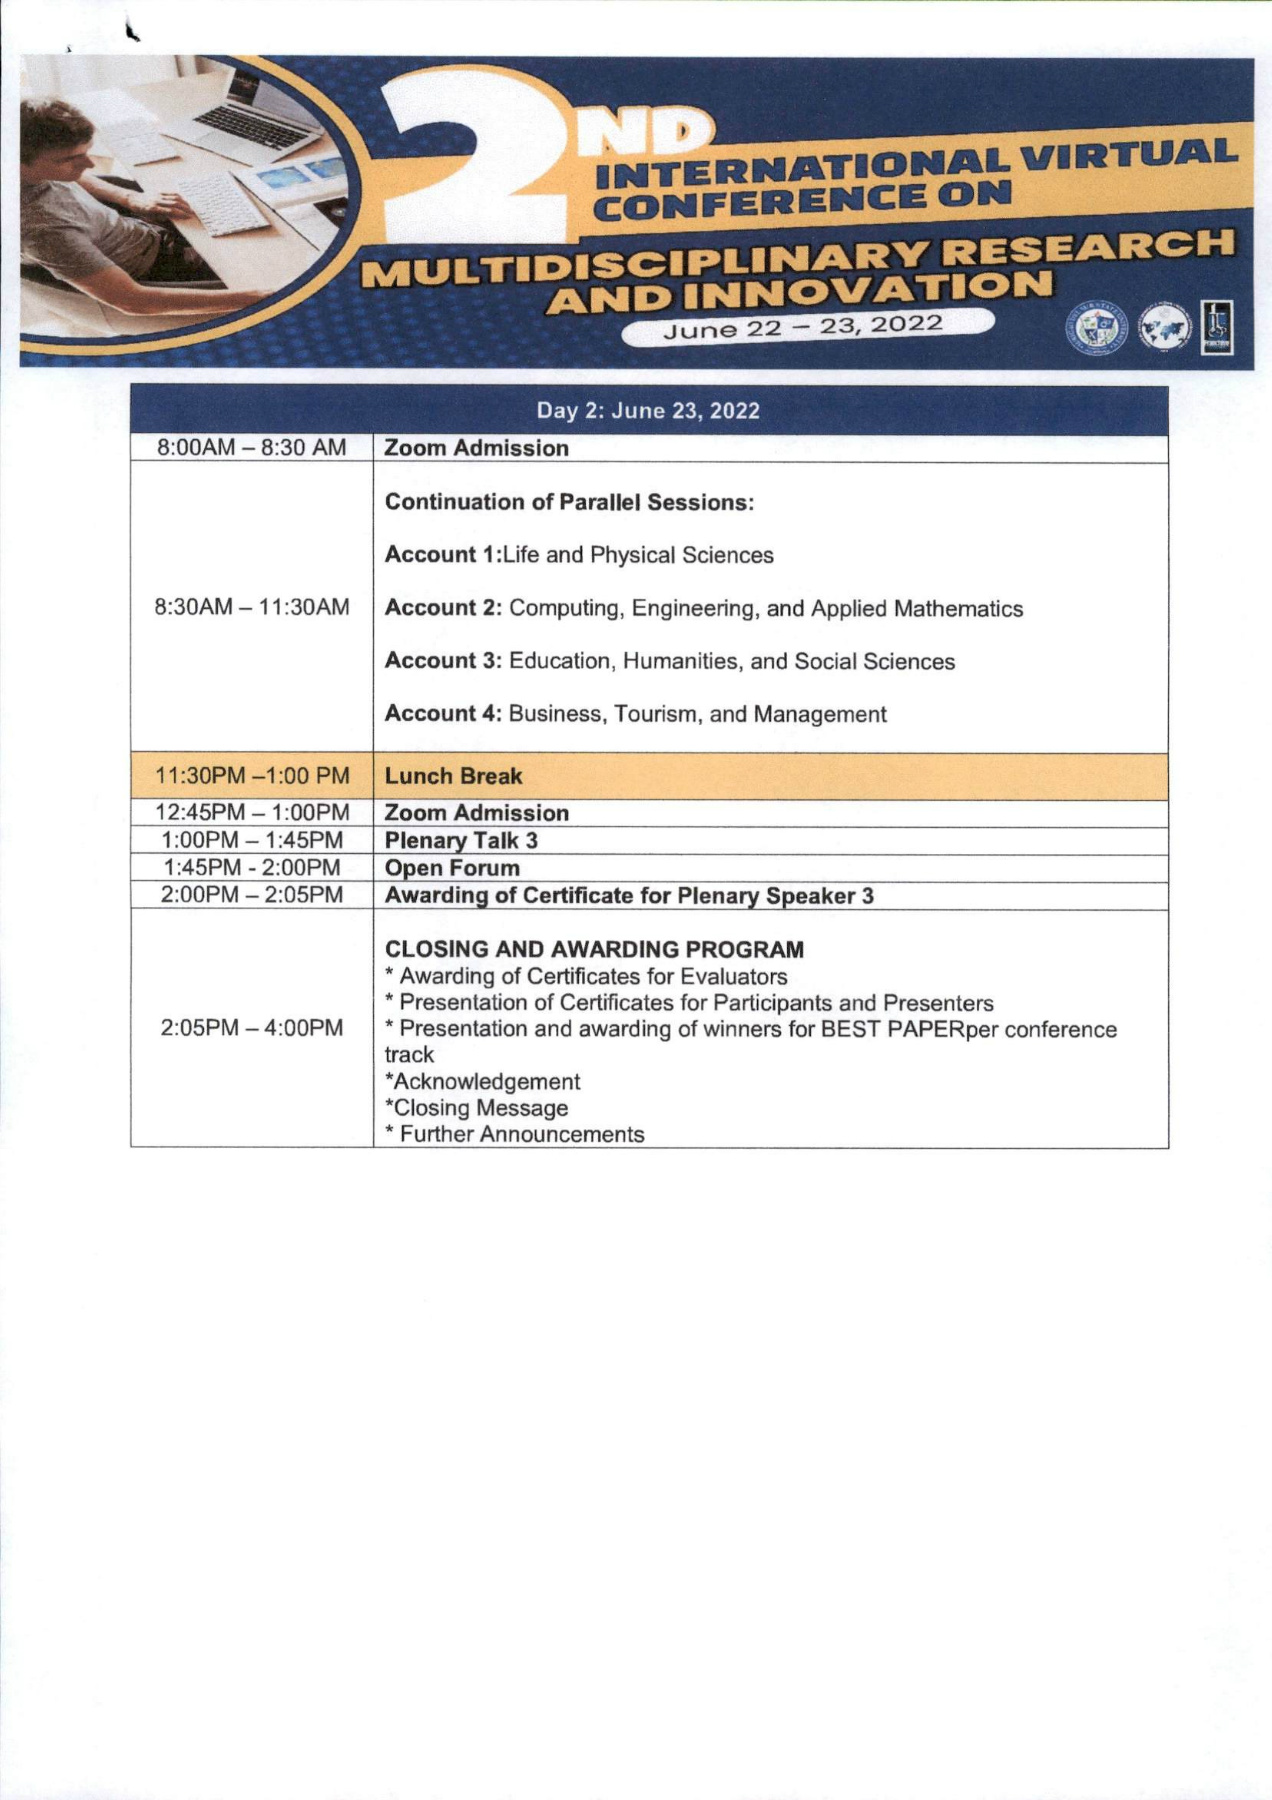 2ND
INTERNATIONAL VIRTUAL
CONFERENCE ON
MULTIDISCIPLINARY RESEARCH
AND INNOVATION
June 22 – 23, 2022
Day 2: June 23, 2022
8:00AM – 8:30 AM Zoom Admission
Continuation of Parallel Sessions:
Account 1:Life and Physical Sciences
8:30AM – 11:30AM Account 2: Computing, Engineering, and Applied Mathematics
Account 3: Education, Humanities, and Social Sciences
Account 4: Business, Tourism, and Management
11:30PM –1:00 PM Lunch Break
12:45PM – 1:00PM Zoom Admission
1:00PM – 1:45PM Plenary Talk 3
1:45PM - 2:00PM Open Forum
2:00PM – 2:05PM Awarding of Certificate for Plenary Speaker 3
CLOSING AND AWARDING PROGRAM
* Awarding of Certificates for Evaluators
* Presentation of Certificates for Participants and Presenters
2:05PM – 4:00PM * Presentation and awarding of winners for BEST PAPERper conference
track
*Acknowledgement
*Closing Message
* Further Announcements